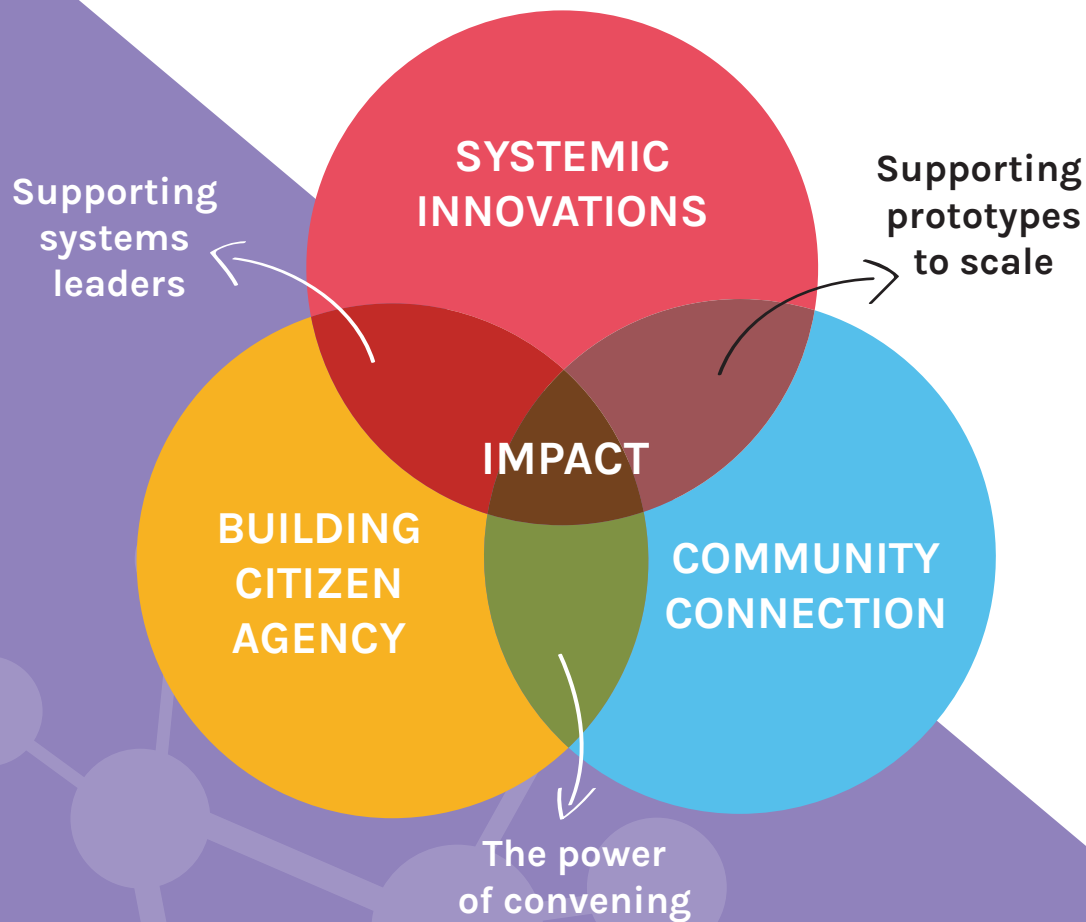 SYSTEMIC
INNOVATIONS
Supporting
systems
leaders
Supporting
prototypes
to scale
IMPACT
BUILDING
CITIZEN
AGENCY
COMMUNITY
CONNECTION
The power
of convening